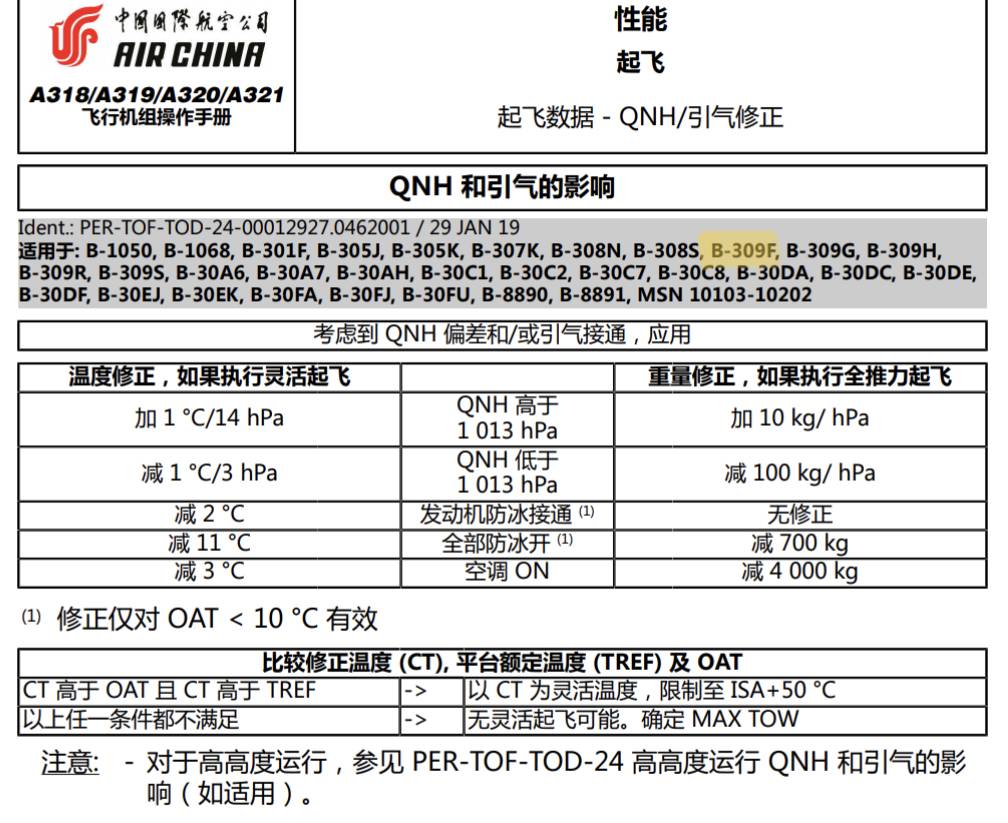 中国国际航空公司
AIR CHINA
A318/A319/A320/A321
飞行机组操作手册
性能
起飞
起飞数据 - QNH/引气修正
QNH 和引气的影响
Ident.: PER-TOF-TOD-24-00012927.0462001 / 29 JAN 19
适用于: B-1050, B-1068, B-301F, B-305J, B-305K, B-307K, B-308N, B-308S, B-309F, B-309G, B-309H,
B-309R, B-309S, B-30A6, B-30A7, B-30AH, B-30C1, B-30C2, B-30C7, B-30C8, B-30DA, B-30DC, B-30DE,
B-30DF, B-30EJ, B-30EK, B-30FA, B-30FJ, B-30FU, B-8890, B-8891, MSN 10103-10202
考虑到 QNH 偏差和/或引气接通，应用
温度修正，如果执行灵活起飞 重量修正，如果执行全推力起飞
加 1 °C/14 hPa QNH 高于 加 10 kg/ hPa
1 013 hPa
减 1 °C/3 hPa QNH 低于 减 100 kg/ hPa
1 013 hPa
减 2 °C 发动机防冰接通 (1) 无修正
减 11 °C 全部防冰开 (1) 减 700 kg
减 3 °C 空调 ON 减 4 000 kg
(1) 修正仅对 OAT < 10 °C 有效
比较修正温度 (CT), 平台额定温度 (TREF) 及 OAT
CT 高于 OAT 且 CT 高于 TREF -> 以 CT 为灵活温度，限制至 ISA+50 °C
以上任一条件都不满足 -> 无灵活起飞可能。确定 MAX TOW
注意: - 对于高高度运行，参见 PER-TOF-TOD-24 高高度运行 QNH 和引气的影
响（如适用）。